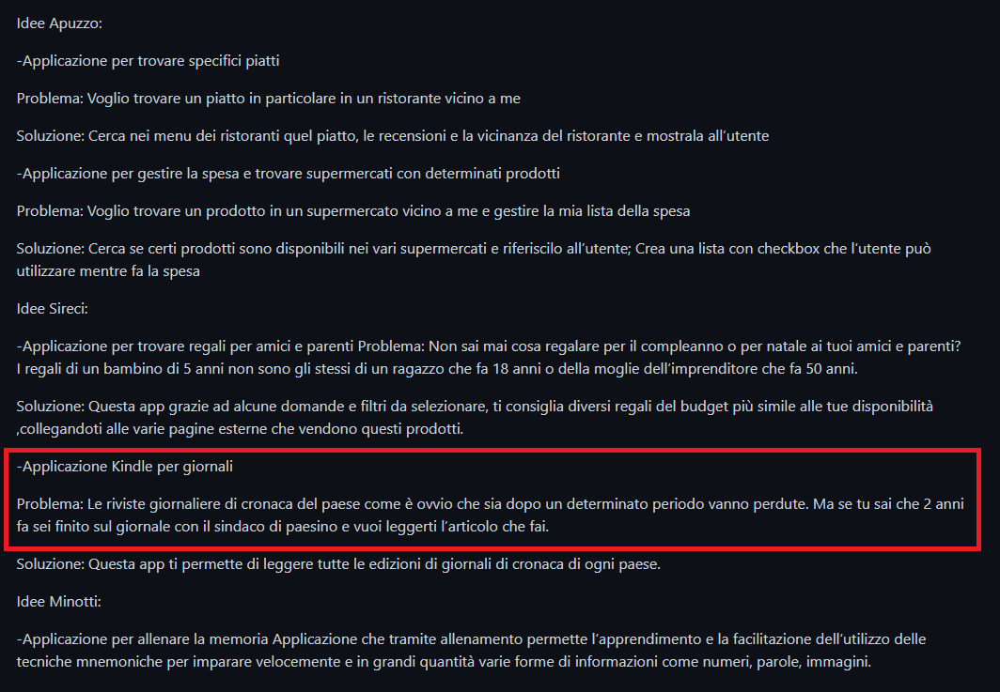 Idee Apuzzo:
-Applicazione per trovare specifici piatti
Problema: Voglio trovare un piatto in particolare in un ristorante vicino a me
Soluzione: Cerca nei menu dei ristoranti quel piatto, le recensioni e la vicinanza del ristorante e mostrala all’utente
-Applicazione per gestire la spesa e trovare supermercati con determinati prodotti
Problema: Voglio trovare un prodotto in un supermercato vicino a me e gestire la mia lista della spesa
Soluzione: Cerca se certi prodotti sono disponibili nei vari supermercati e riferiscilo all’utente; Crea una lista con checkbox che l’utente può
utilizzare mentre fa la spesa
Idee Sireci:
-Applicazione per trovare regali per amici e parenti Problema: Non sai mai cosa regalare per il compleanno o per natale ai tuoi amici e parenti?
I regali di un bambino di 5 anni non sono gli stessi di un ragazzo che fa 18 anni o della moglie dell’imprenditore che fa 50 anni.
Soluzione: Questa app grazie ad alcune domande e filtri da selezionare, ti consiglia diversi regali del budget più simile alle tue disponibilità
,collegandoti alle varie pagine esterne che vendono questi prodotti.
-Applicazione Kindle per giornali
Problema: Le riviste giornaliere di cronaca del paese come è ovvio che sia dopo un determinato periodo vanno perdute. Ma se tu sai che 2 anni
fa sei finito sul giornale con il sindaco di paesino e vuoi leggerti l’articolo che fai.
Soluzione: Questa app ti permette di leggere tutte le edizioni di giornali di cronaca di ogni paese.
Idee Minotti:
-Applicazione per allenare la memoria Applicazione che tramite allenamento permette l’apprendimento e la facilitazione dell’utilizzo delle
tecniche mnemoniche per imparare velocemente e in grandi quantità varie forme di informazioni come numeri, parole, immagini.